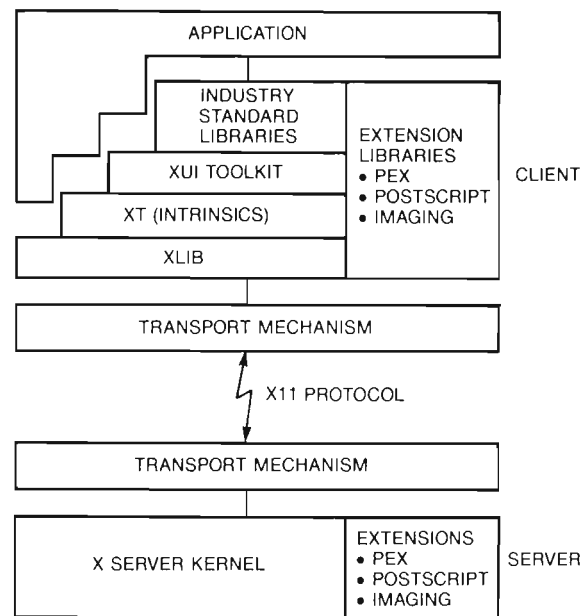 APPLICATION
INDUSTRY
STANDARD
LIBRARIES
EXTENSION
LIBRARIES
• PEX
• POSTSCRIPT
• IMAGING
CLIENT
XUI TOOLKIT
XT (INTRINSICS)
XLIB
TRANSPORT MECHANISM
X11 PROTOCOL
TRANSPORT MECHANISM
X SERVER KERNEL
EXTENSIONS
• PEX
• POSTSCRIPT
• IMAGING
SERVER